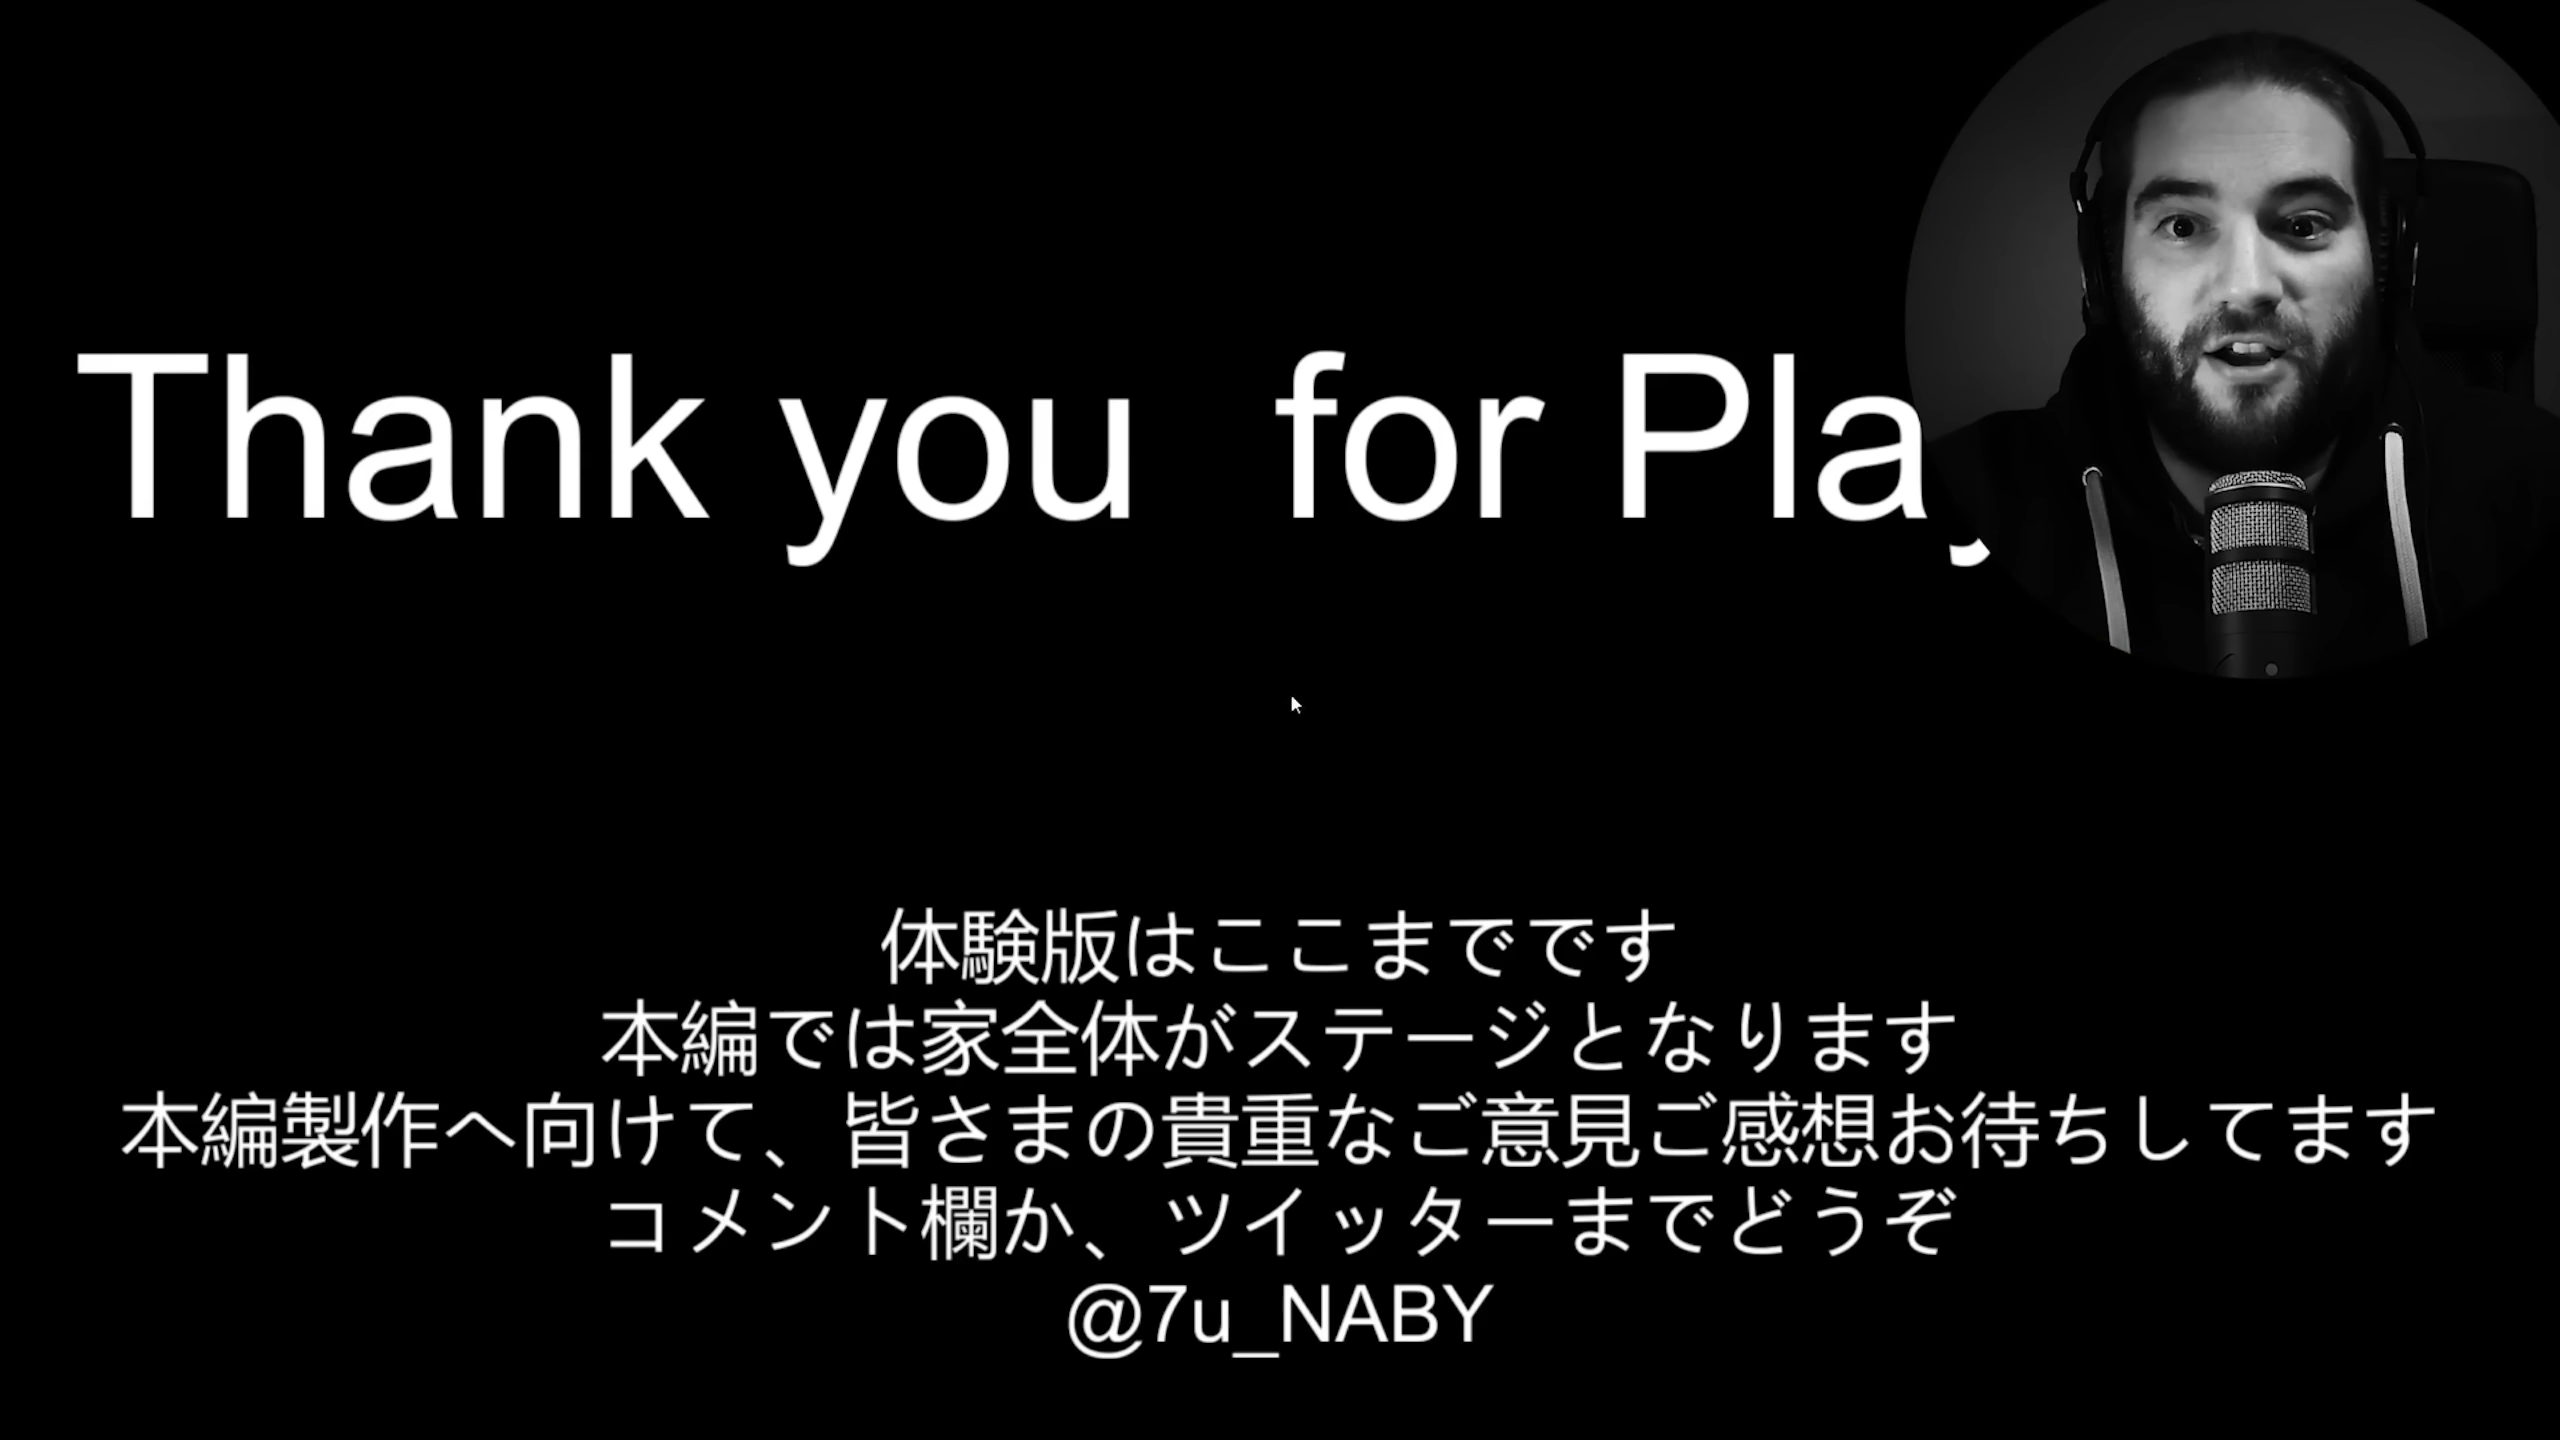 Thank you for Pla
体験版はここまでです
本編では家全体がステージとなります
本編製作へ向けて、皆さまの貴重なご意見ご感想お待ちしてます
コメント欄か、ツイッターまでどうぞ
@7u_NABY